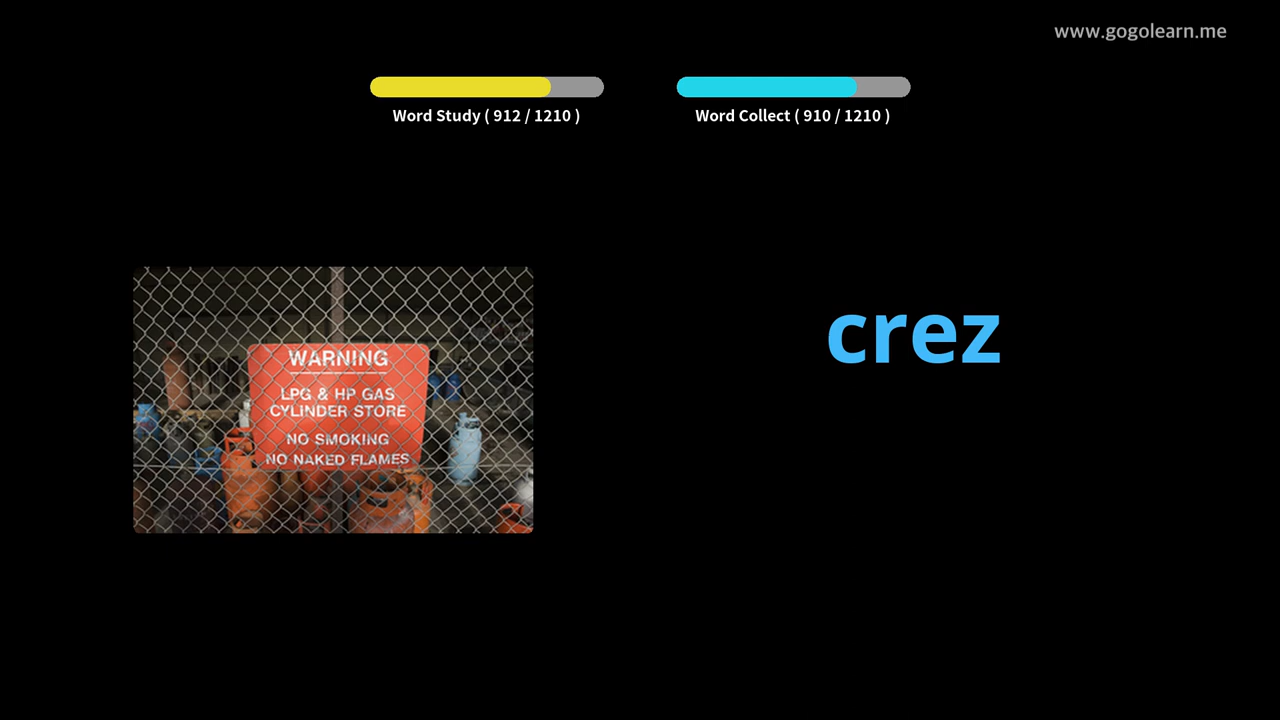 www.gogolearn.me
Word Study ( 912 / 1210 )
Word Collect ( 910 / 1210 )
WARNING
LPG & HP GAS
CYLINDER STORE
NO SMOKING
NO NAKED FLAMES
crez